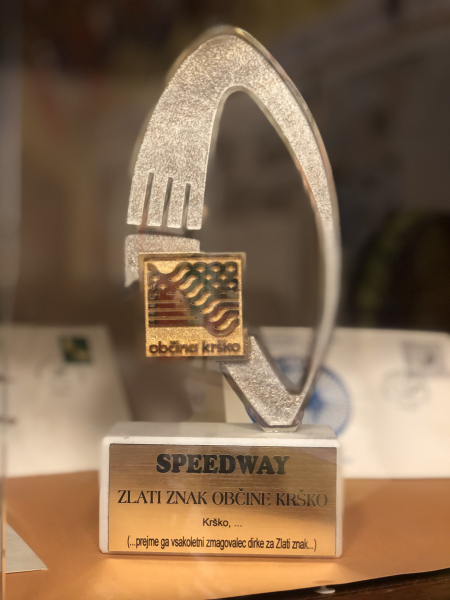 občina krško
SPEEDWAY
ZLATI ZNAK OBČINE KRŠKO
Krško, ...
(...prejme ga vsakoletni zmagovalec dirke za Zlati znak...)